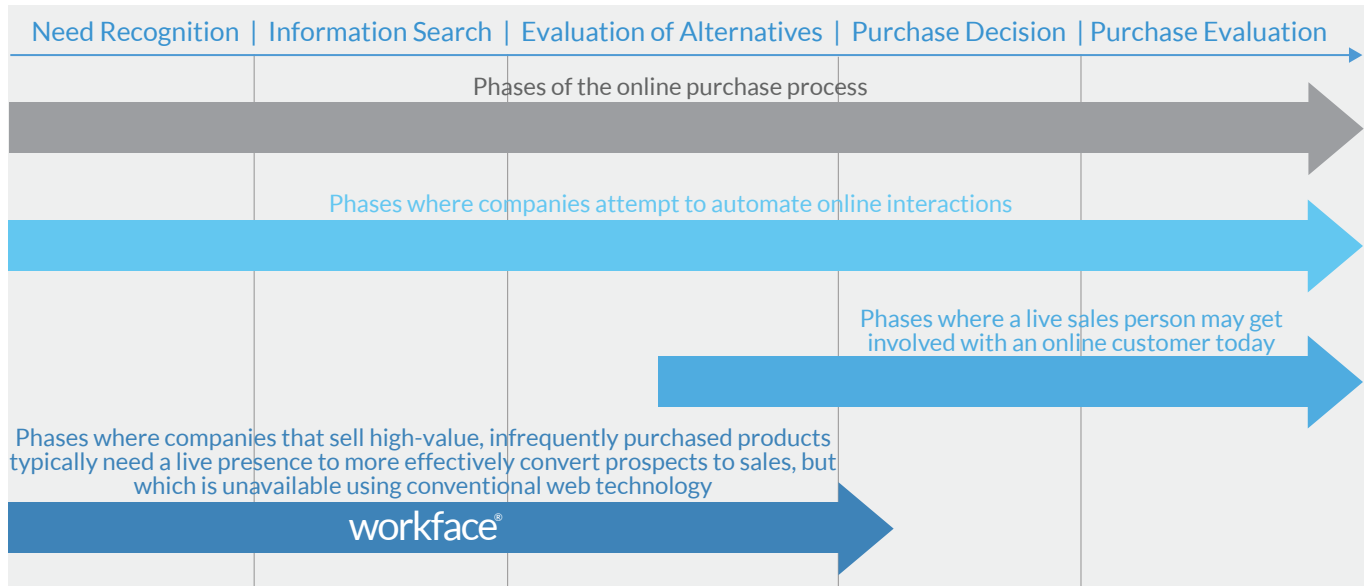 Need Recognition | Information Search | Evaluation of Alternatives | Purchase Decision | Purchase Evaluation
Phases of the online purchase process
Phases where companies attempt to automate online interactions
Phases where a live sales person may get
involved with an online customer today
Phases where companies that sell high-value, infrequently purchased products
typically need a live presence to more effectively convert prospects to sales, but
which is unavailable using conventional web technology
workface®